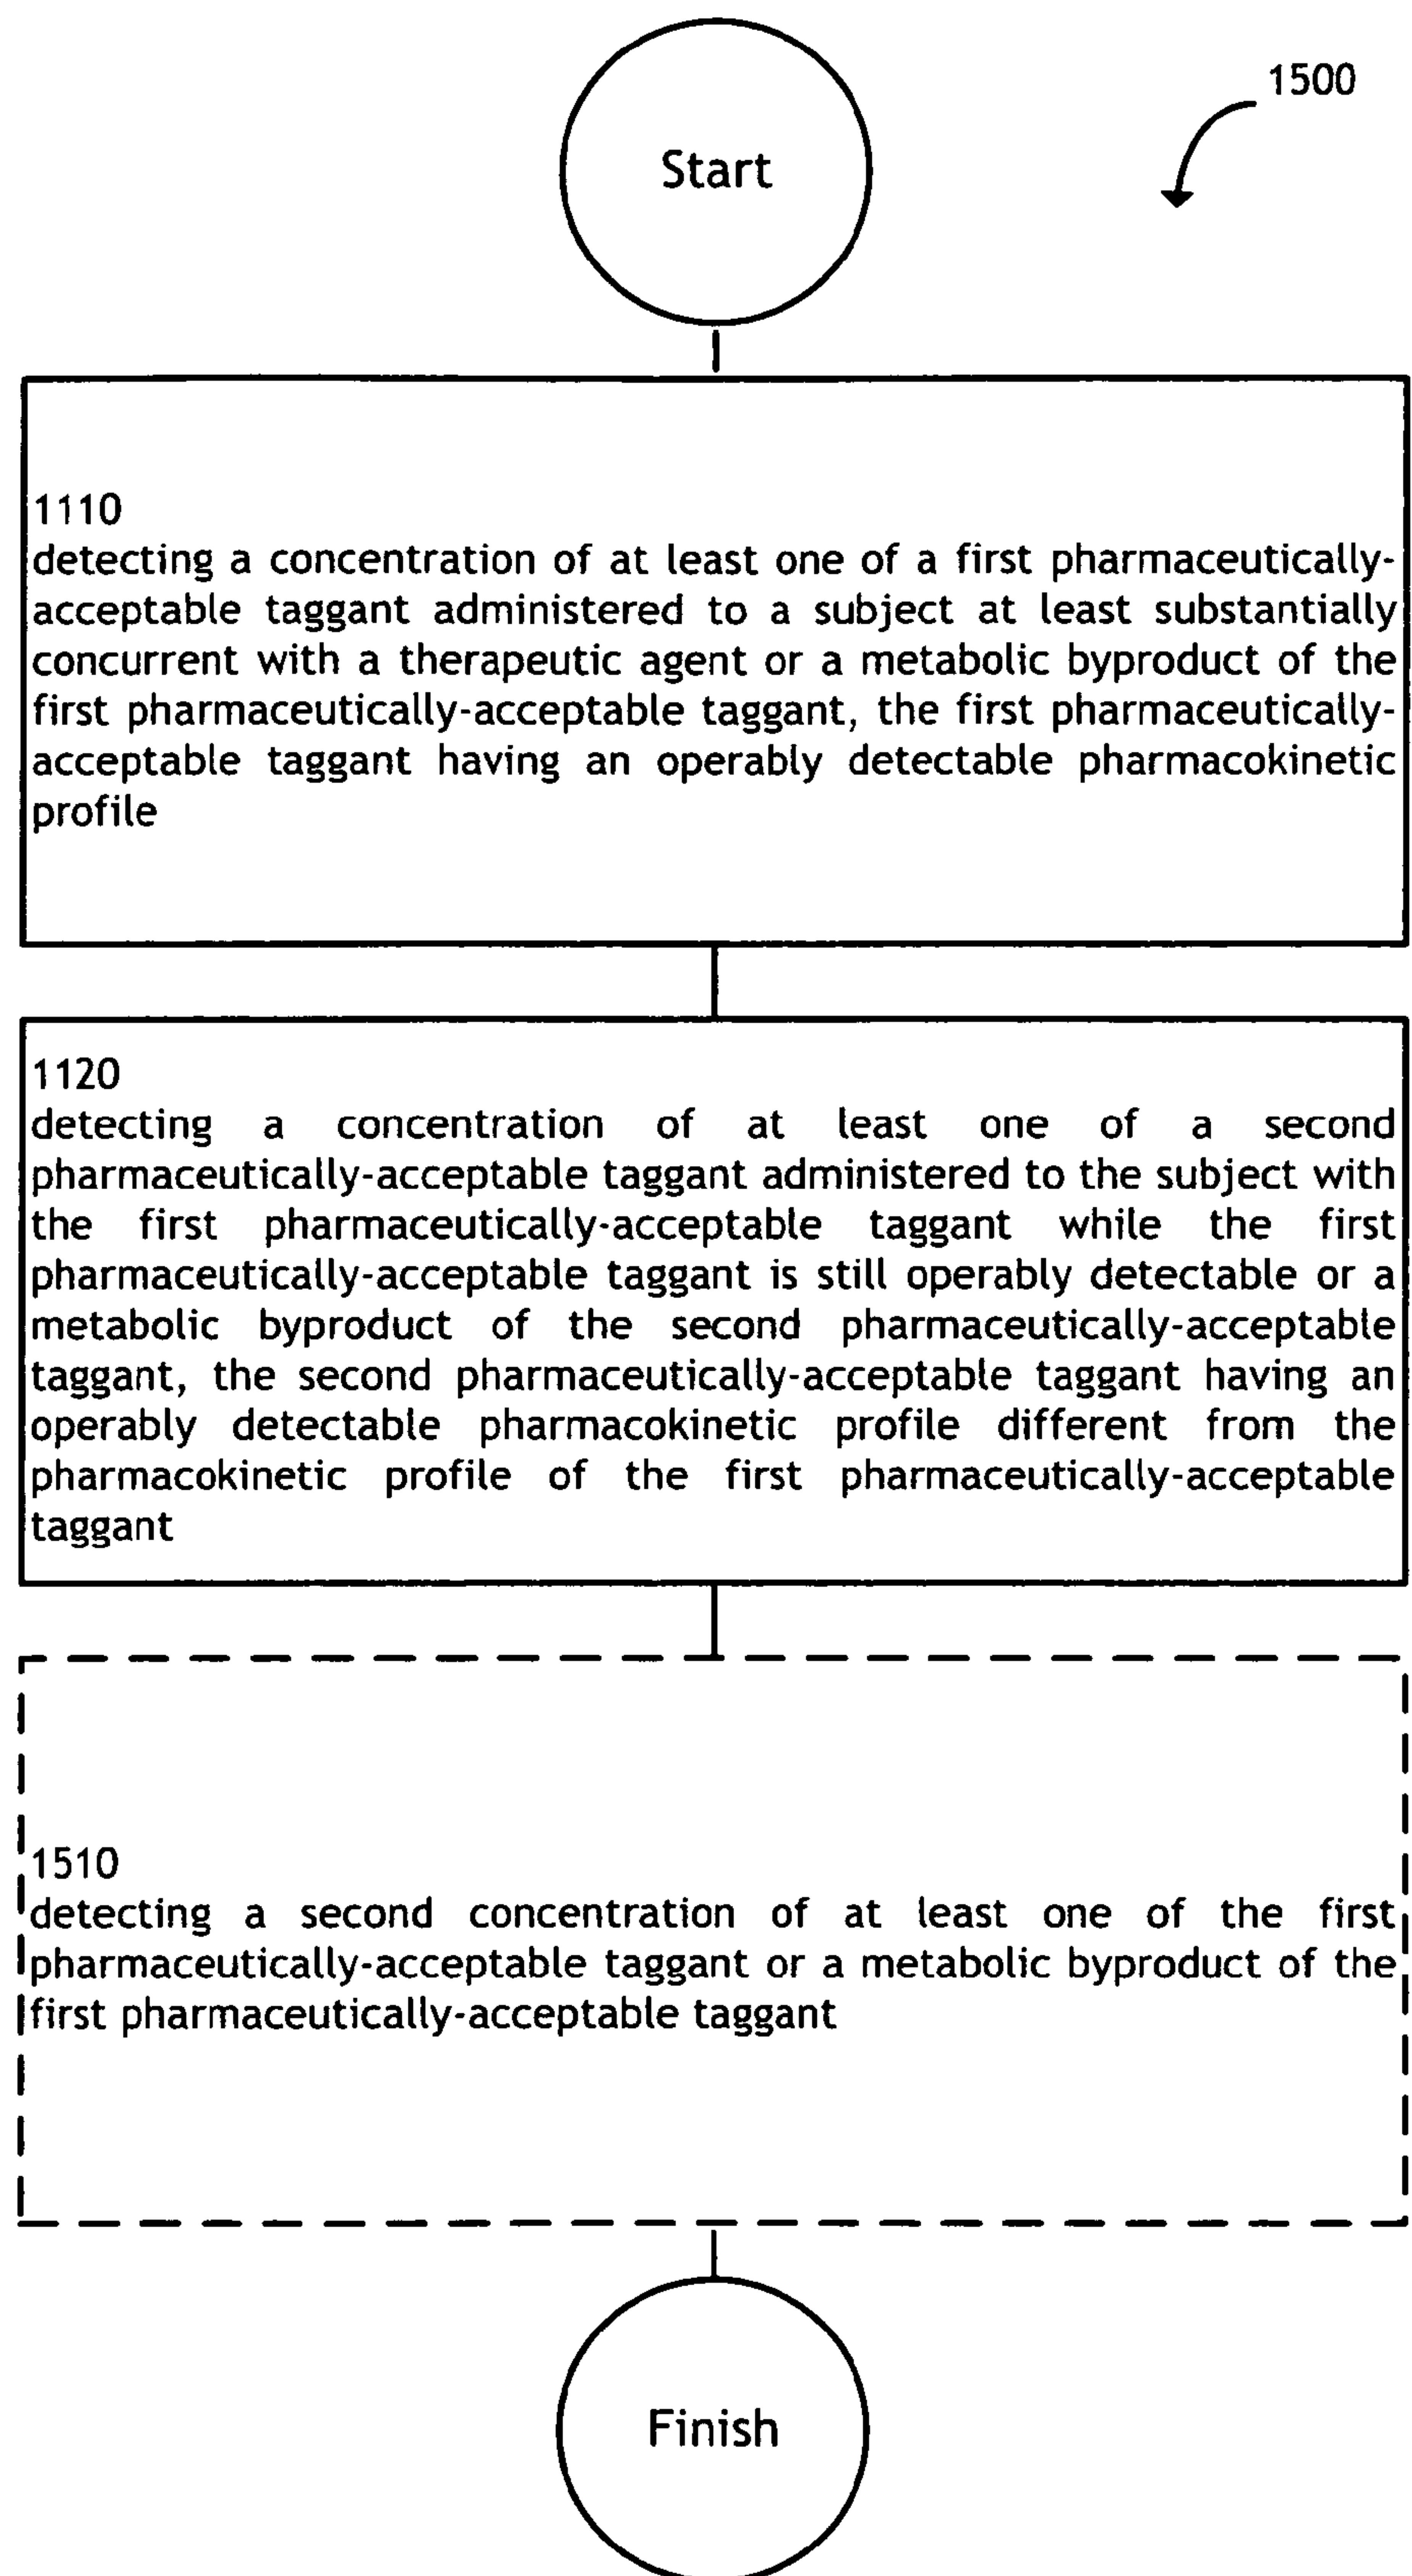 1500
Start
1110
detecting a concentration of at least one of a first pharmaceutically-
acceptable taggant administered to a subject at least substantially
concurrent with a therapeutic agent or a metabolic byproduct of the
first pharmaceutically-acceptable taggant, the first pharmaceutically-
acceptable taggant having an operably detectable pharmacokinetic
profile
1120
detecting a concentration of at least one of a second
pharmaceutically-acceptable taggant administered to the subject with
the first pharmaceutically-acceptable taggant while the first
pharmaceutically-acceptable taggant is still operably detectable or a
metabolic byproduct of the second pharmaceutically-acceptable
taggant, the second pharmaceutically-acceptable taggant having an
operably detectable pharmacokinetic profile different from the
pharmacokinetic profile of the first pharmaceutically-acceptable
taggant
1510
detecting a second concentration of at least one of the first
pharmaceutically-acceptable taggant or a metabolic byproduct of the
first pharmaceutically-acceptable taggant
Finish